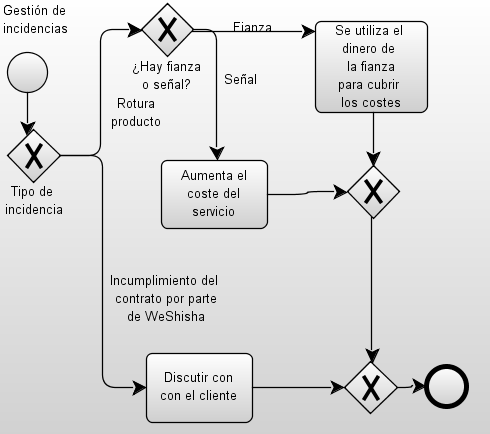 Gestión de
incidencias
Fianza
Se utiliza el
dinero de
la fianza
para cubrir
los costes
¿Hay fianza
o señal?
Señal
Rotura
producto
Tipo de
incidencia
Aumenta el
coste del
servicio
Incumplimiento del
contrato por parte
de WeShisha
Discutir con
con el cliente